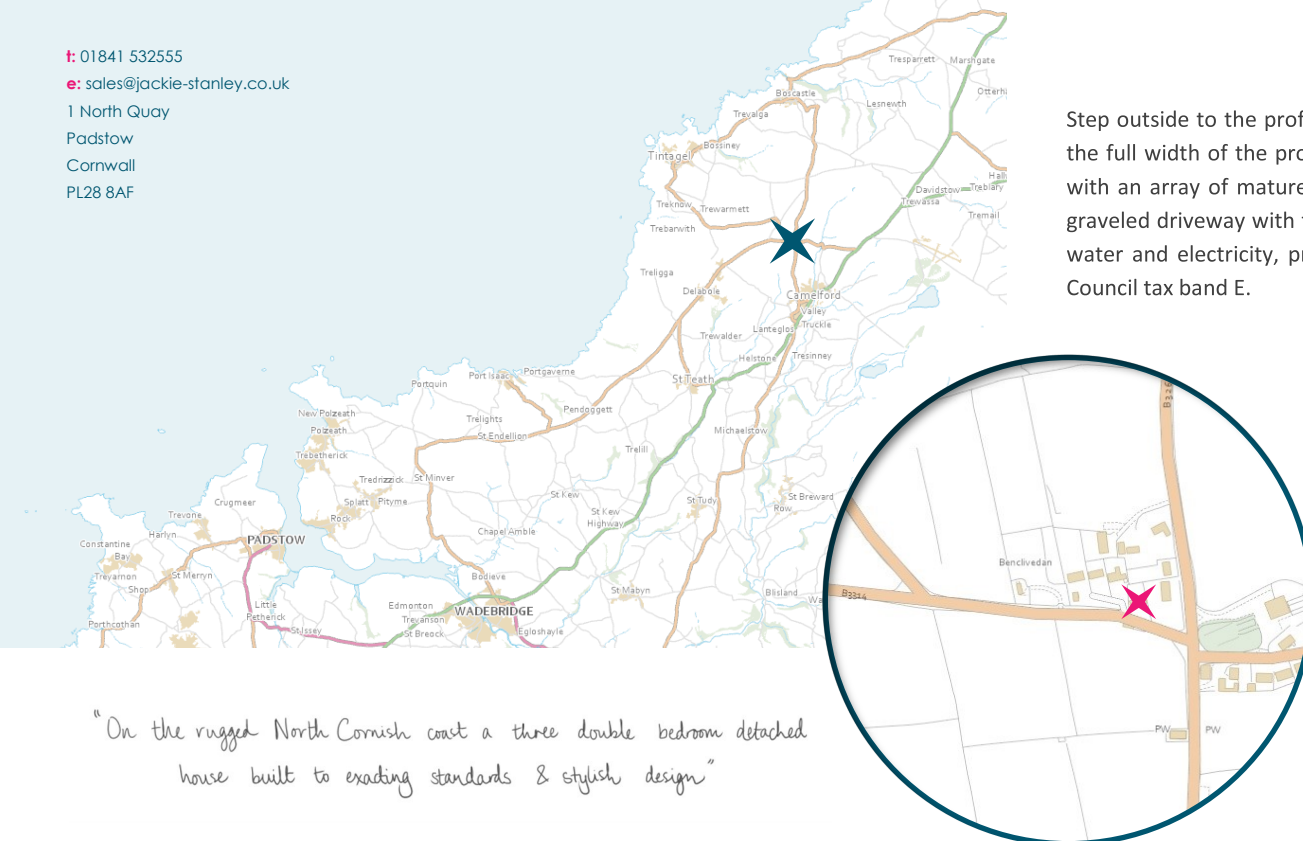 t: 01841 532555
e: sales@jackie-stanley.co.uk
1 North Quay
Padstow
Cornwall
PL28 8AF
Step outside to the
the full width of the
with an array of mature
graveled driveway with
water and electricity,
Council tax band E.
Tresparrett
Marshgate
Boscastle
Lesnewth
Trevalga
Bossiney
Tintagel
Davidstow
Treblary
Trewassa
Treknow
Trewarmett
Tremail
Trebarwith
Treligga
Delabole
Camelford
Valley
Truckle
Lanteglos
Trewalder
Helstone
Tresinney
Port Isaac
Portgaverne
Portquin
St Teath
New Polzeath
Pendoggett
Polzeath
Trelights
St Endellion
Michaelstow
Trebetherick
Trelill
Tredrizzick
St Minver
St Kew
St Breward
Row
Crugmeer
Splatt
Pityme
St Tudy
Trevone
Rock
St Kew
Highway
Harlyn
Chapel Amble
PADSTOW
Constantine
Bay
Treyarnon
St Merryn
Shop
Bodieve
St Mabyn
Blisland
Little
Petherick
Edmonton
WADEBRIDGE
Trevanson
Porthcothan
St Issey
St Breock
Egloshayle
Benclivedan
B3314
PW
PW
"On the rugged North Cornish coast a three double bedroom detached
house built to exacting standards & stylish design"